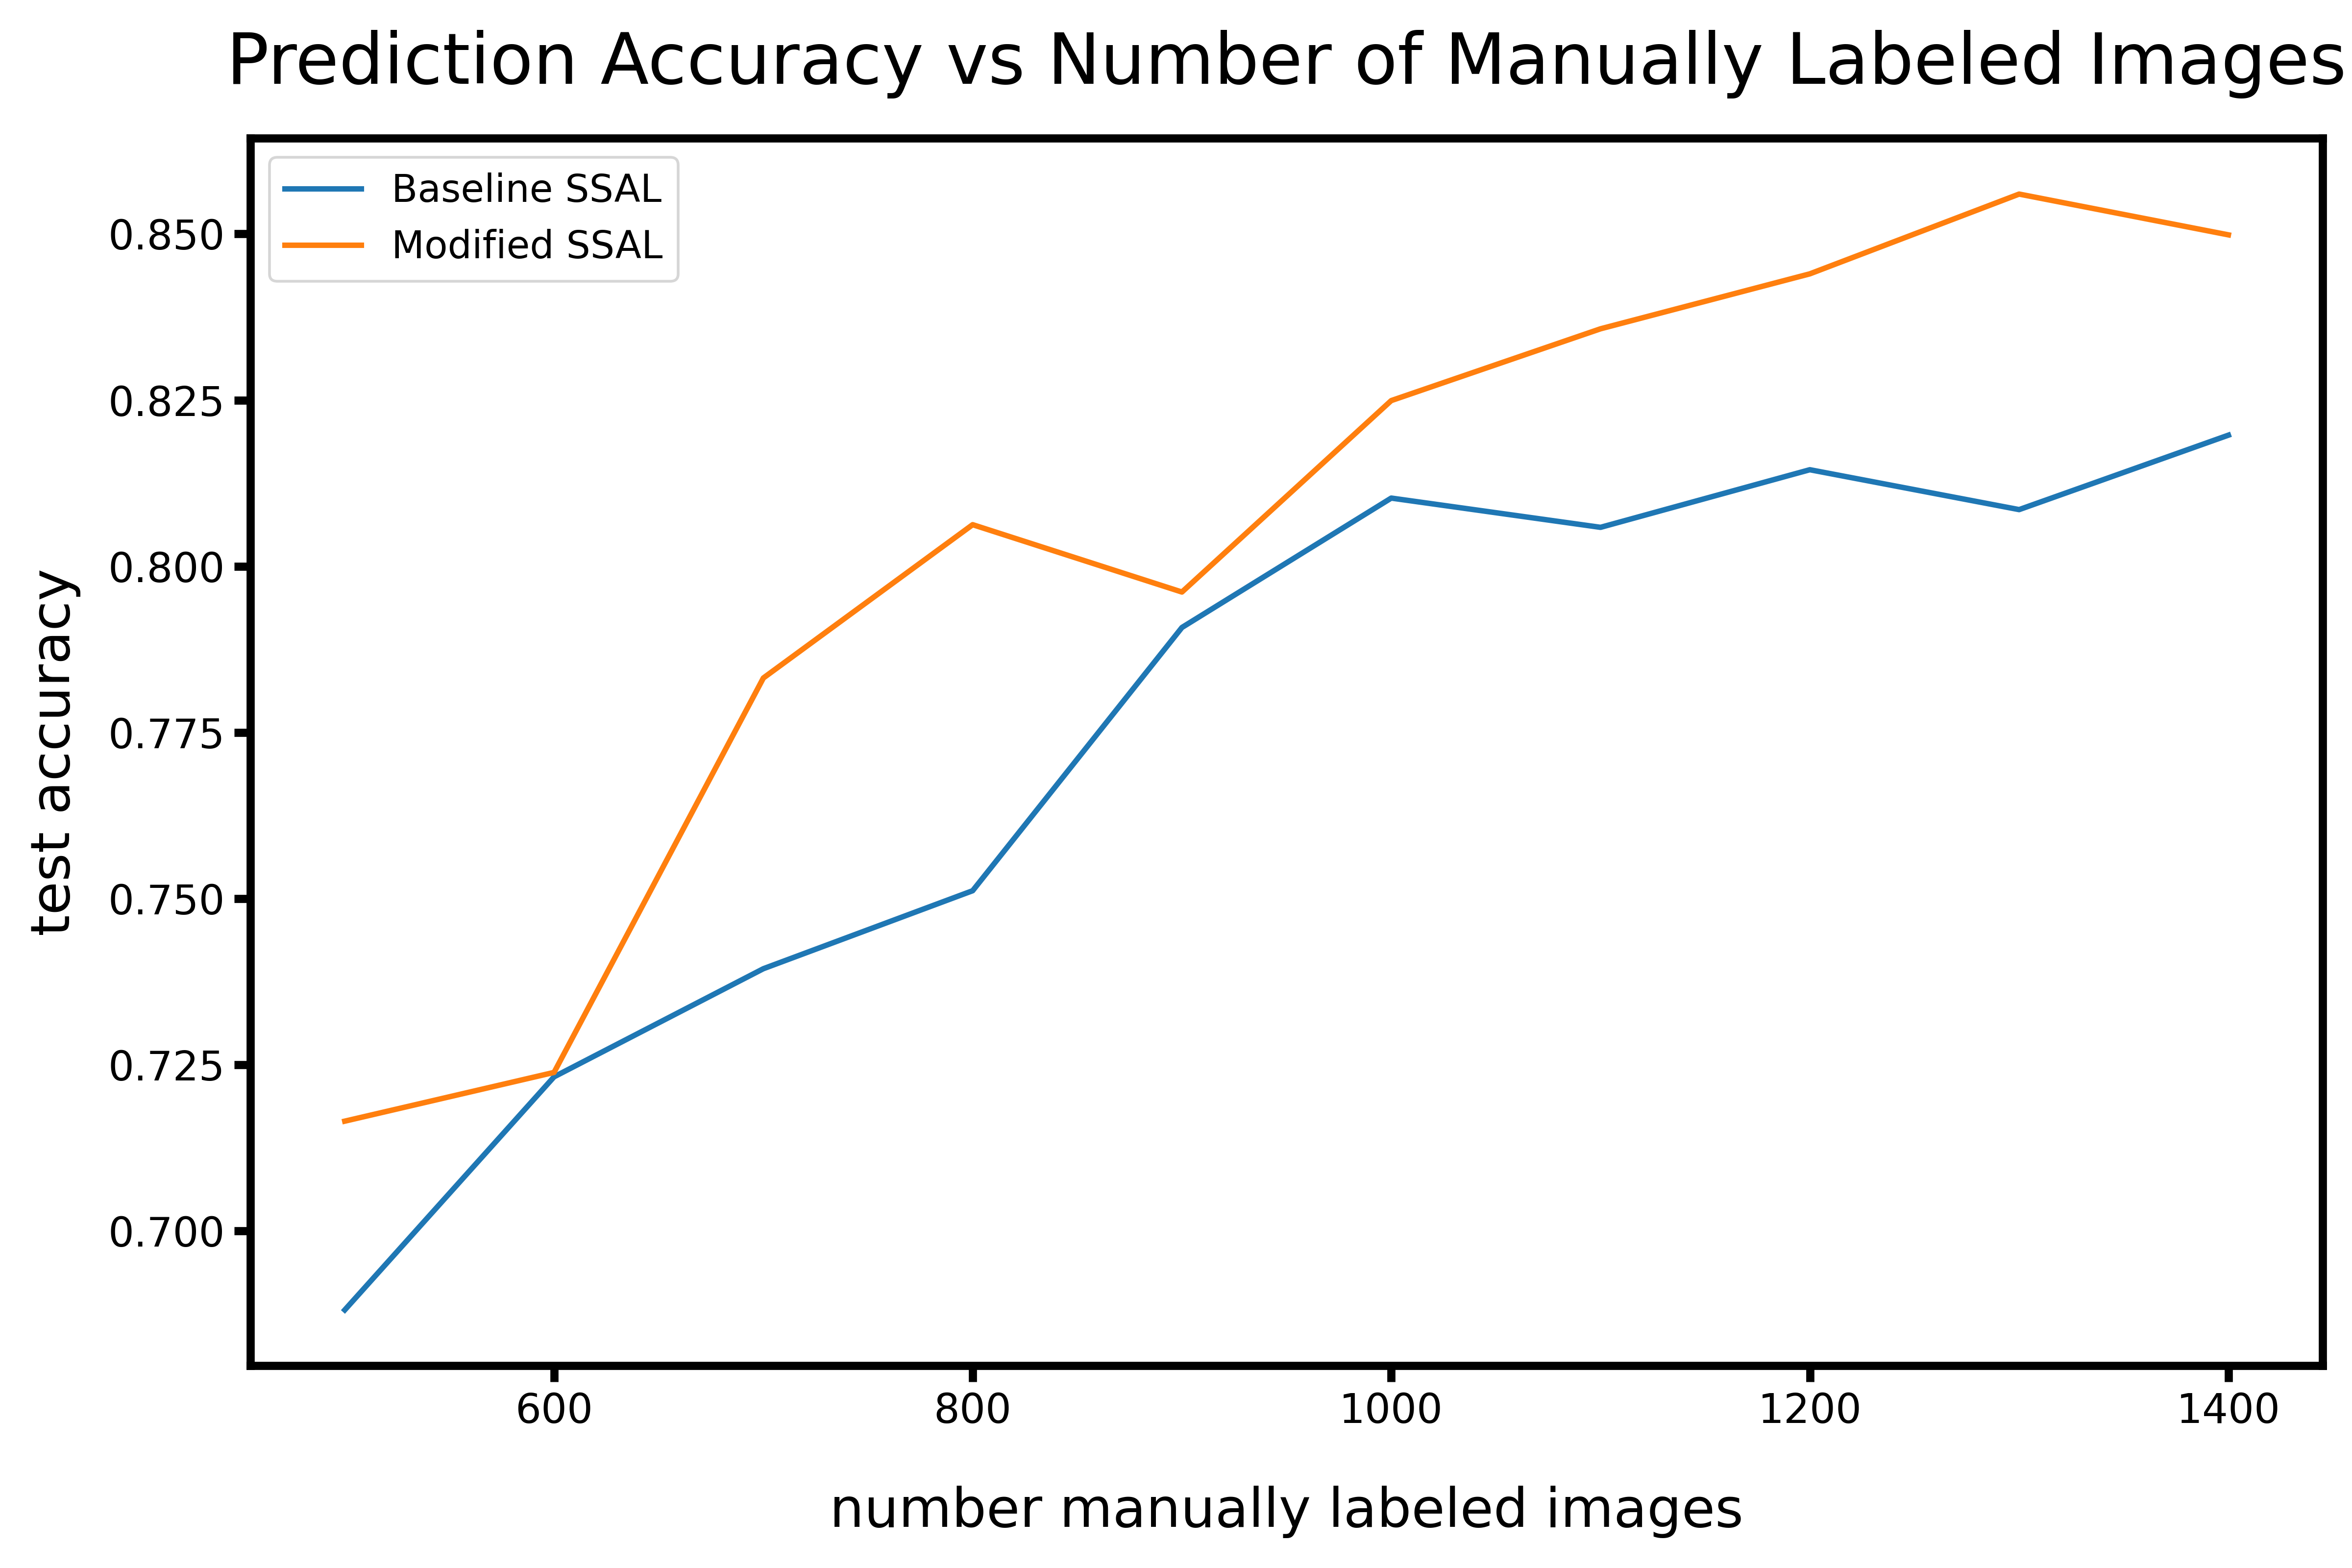 Prediction Accuracy vs Number of Manually Labeled Images
Baseline SSAL
Modified SSAL
0.850
0.825
0.800
0.775
0.750
0.725
0.700
test accuracy
600 800 1000 1200 1400
number manually labeled images